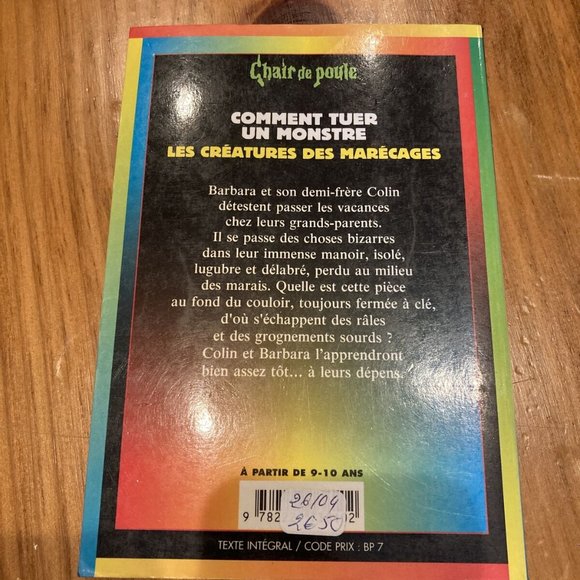 Chair de poule
COMMENT TUER
UN MONSTRE
LES CRÉATURES DES MARÉCAGES
Barbara et son demi-frère Colin
détestent passer les vacances
chez leurs grands-parents.
Il se passe des choses bizarres
dans leur immense manoir, isolé,
lugubre et délabré, perdu au milieu
des marais. Quelle est cette pièce
au fond du couloir, toujours fermée à clé,
d'où s'échappent des râles
et des grognements sourds ?
Colin et Barbara l'apprendront
bien assez tôt... à leurs dépens.
À PARTIR DE 9-10 ANS
26/04
2€50
9 782
TEXTE INTÉGRAL / CODE PRIX : BP 7